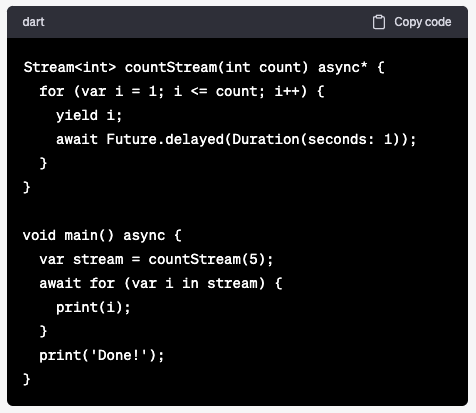 dart
Copy code
Stream<int> countStream(int count) async* {
  for (var i = 1; i <= count; i++) {
    yield i;
    await Future.delayed(Duration(seconds: 1));
  }
}

void main() async {
  var stream = countStream(5);
  await for (var i in stream) {
    print(i);
  }
  print('Done!');
}